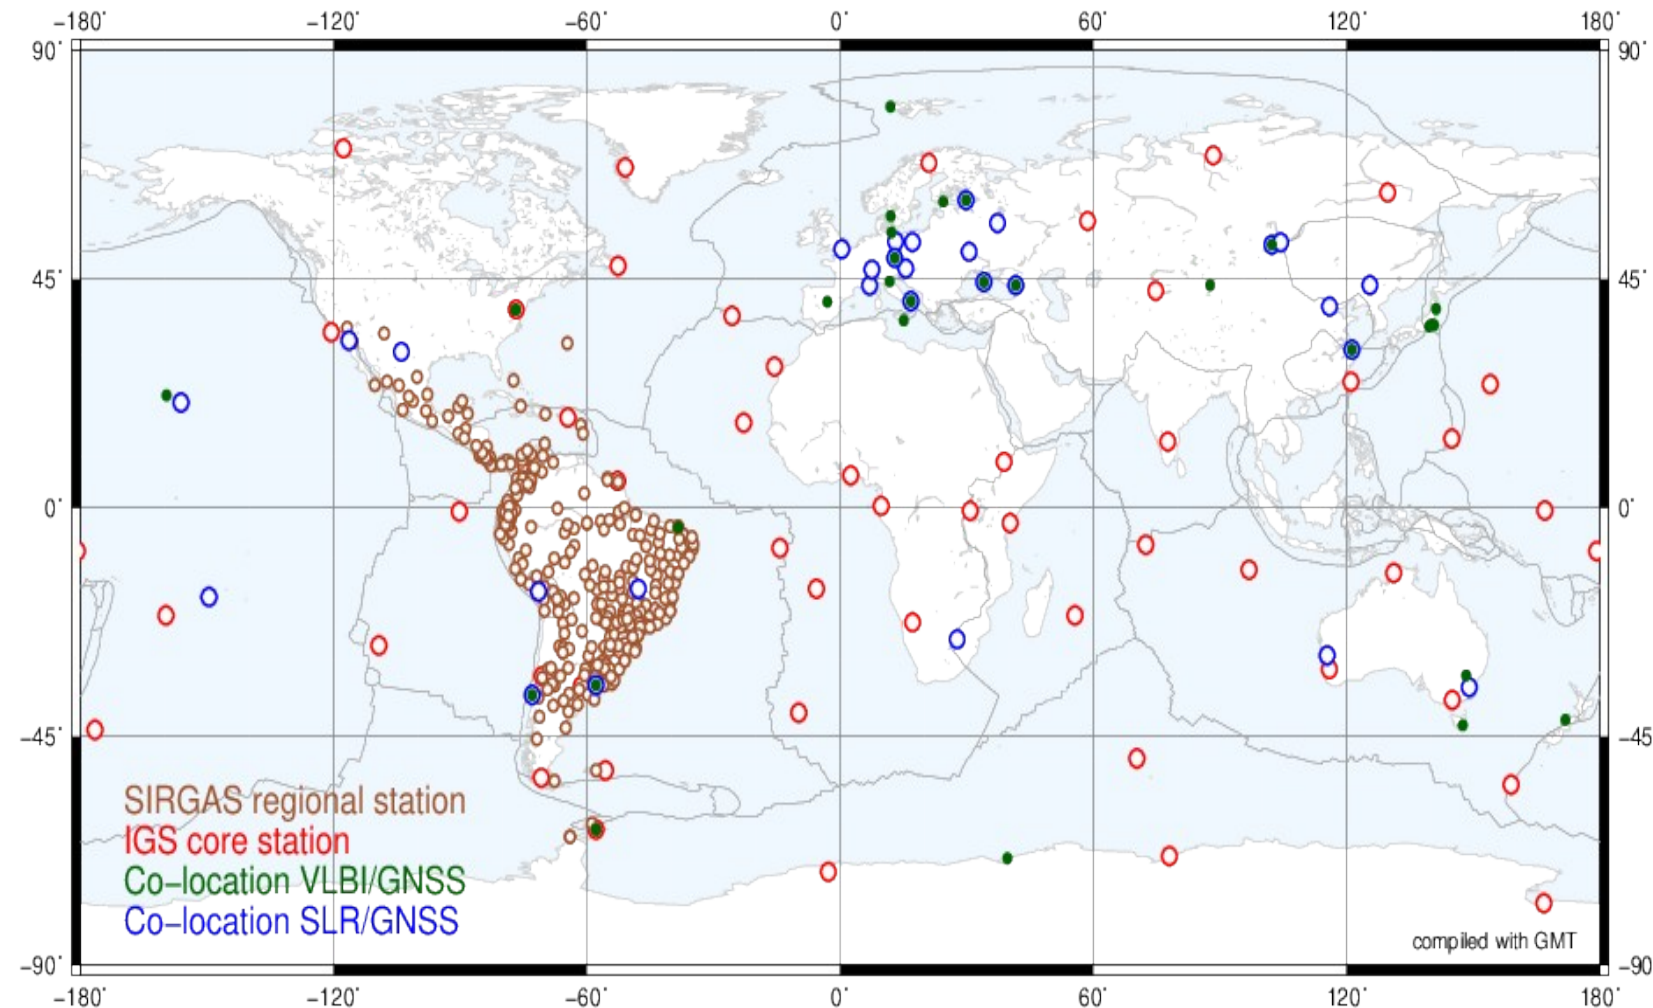 −180˚ −120˚ −60˚ 0˚ 60˚ 120˚ 180˚
90˚ 90˚
45˚ 45˚
0˚ 0˚
−45˚ −45˚
SIRGAS regional station
IGS core station
Co−location VLBI/GNSS
Co−location SLR/GNSS
compiled with GMT
−90˚ −90
−180˚ −120˚ −60˚ 0˚ 60˚ 120˚ 180˚